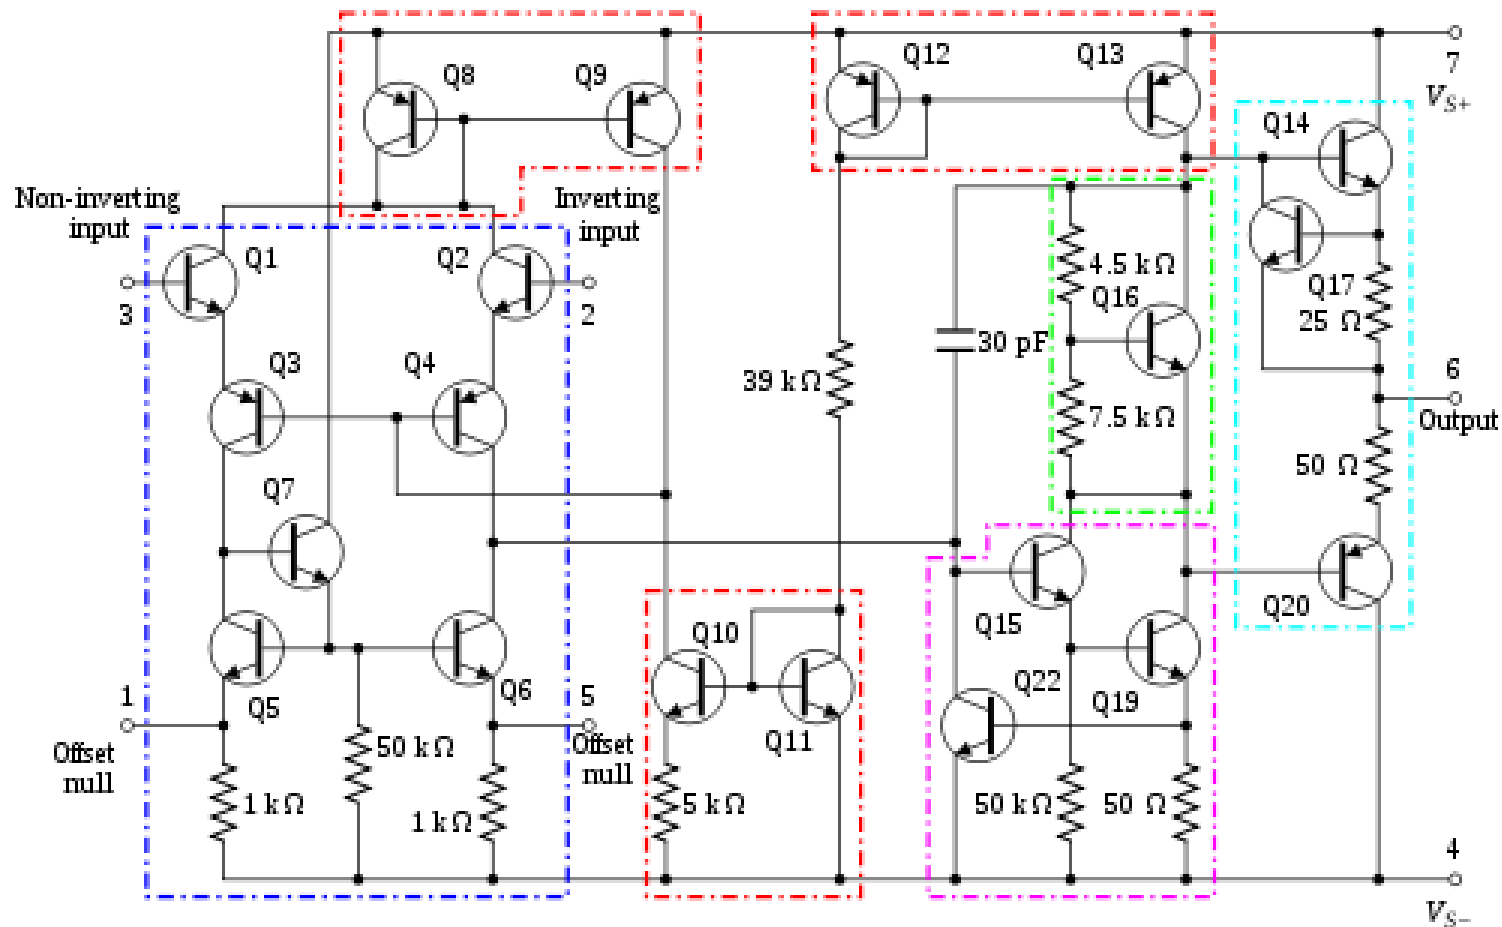 Q12
Q13
7
V_{S+}
Q8
Q9
Q14
Non-inverting
input
Inverting
input
Q1
Q2
3
2
4.5 kΩ
Q16
Q17
25 Ω
30 pF
Q3
Q4
39 kΩ
6
Output
7.5 kΩ
50 Ω
Q7
Q15
Q20
Q10
Q5
Q6
Q22
Q19
1
5
Q11
Offset
null
50 kΩ
Offset
null
1 kΩ
1 kΩ
5 kΩ
50 kΩ
50 Ω
4
V_{S−}